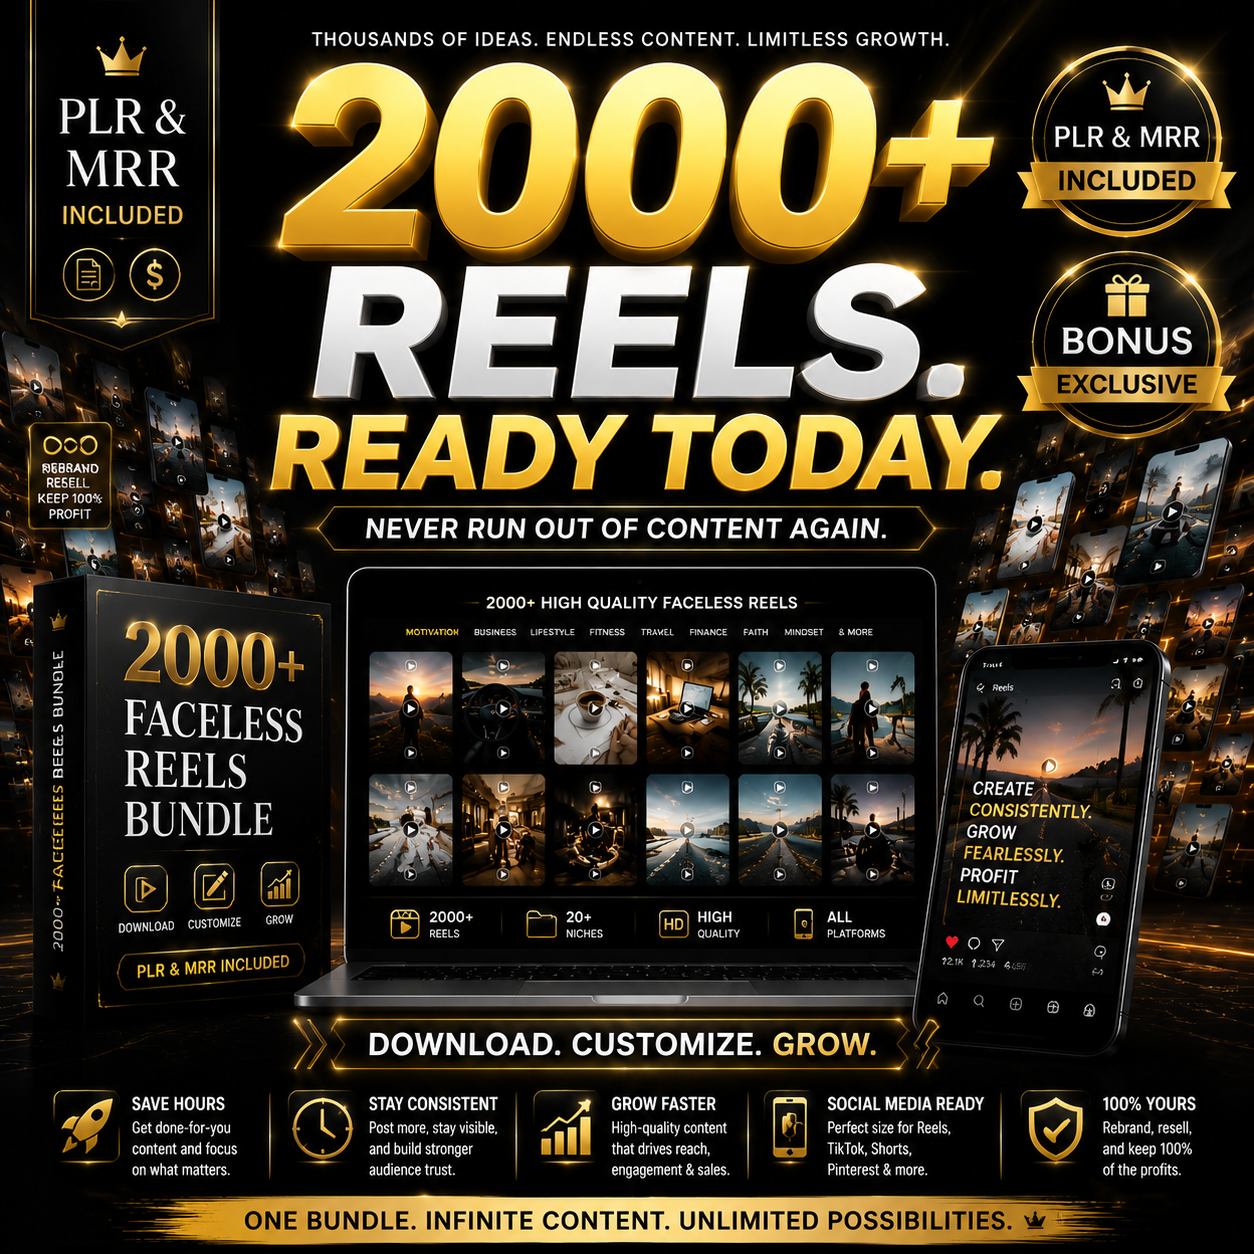 THOUSANDS OF IDEAS. ENDLESS CONTENT. LIMITLESS GROWTH.
PLR &
MRR
INCLUDED
2000+
REELS.
READY TODAY.
NEVER RUN OUT OF CONTENT AGAIN.
PLR & MRR
INCLUDED
BONUS
EXCLUSIVE
REBRAND
RESELL
KEEP 100%
PROFIT
2000+
FACELESS
REELS
BUNDLE
DOWNLOAD
CUSTOMIZE
GROW
PLR & MRR INCLUDED
2000+ HIGH QUALITY FACELESS REELS
MOTIVATION BUSINESS LIFESTYLE FITNESS TRAVEL FINANCE FAITH MINDSET & MORE
2000+
REELS
20+
NICHES
HD
HIGH
QUALITY
ALL
PLATFORMS
Reels
CREATE
CONSISTENTLY.
GROW
FEARLESSLY.
PROFIT
LIMITLESSLY.
12.1K 1,234
DOWNLOAD. CUSTOMIZE. GROW.
SAVE HOURS
Get done-for-you
content and focus
on what matters.
STAY CONSISTENT
Post more, stay visible,
and build stronger
audience trust.
GROW FASTER
High-quality content
that drives reach,
engagement & sales.
SOCIAL MEDIA READY
Perfect size for Reels,
TikTok, Shorts,
Pinterest & more.
100% YOURS
Rebrand, resell,
and keep 100%
of the profits.
ONE BUNDLE. INFINITE CONTENT. UNLIMITED POSSIBILITIES.